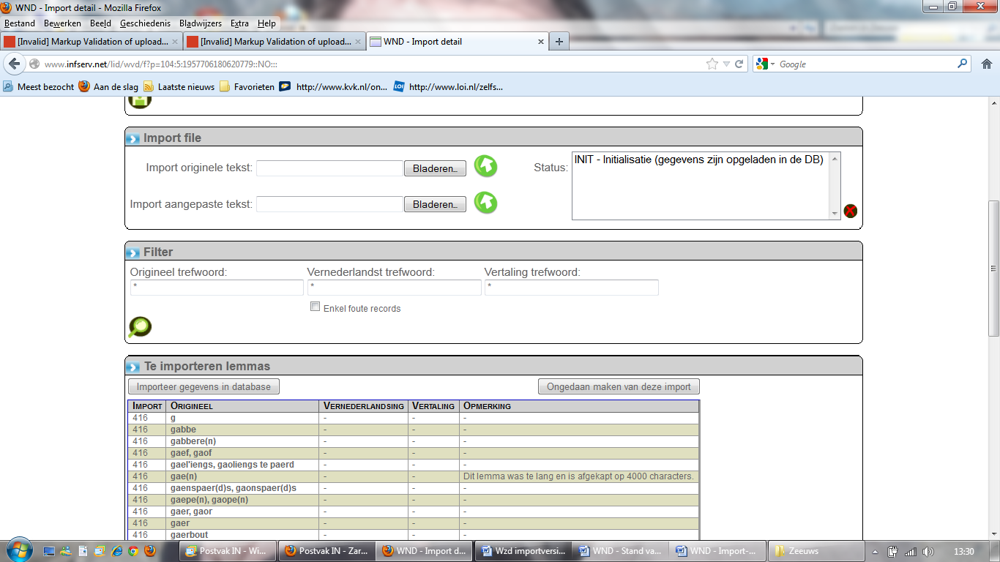 WND - Import detail - Mozilla Firefox
Bestand Bewerken Beeld Geschiedenis Bladwijzers Extra Help
[Invalid] Markup Validation of upload... × [Invalid] Markup Validation of upload... × WND - Import detail × +
www.infserv.net/lid/wvd/f?p=104:5:1957706180620779::NO::: Google
Meest bezocht Aan de slag Laatste nieuws Favorieten http://www.kvk.nl/on... LOI http://www.loi.nl/zelfs...
Import file
Import originele tekst: Bladeren... Status: INIT - Initialisatie (gegevens zijn opgeladen in de DB)
Import aangepaste tekst: Bladeren...
Filter
Origineel trefwoord: Vernederlandst trefwoord: Vertaling trefwoord:
* * *
Enkel foute records
Te importeren lemmas
Importeer gegevens in database Ongedaan maken van deze import
Import Origineel Vernederlandsing Vertaling Opmerking
416 g - - -
416 gabbe - - -
416 gabbere(n) - - -
416 gaef, gaof - - -
416 gael'iengs, gaoliengs te paerd - - -
416 gae(n) - - Dit lemma was te lang en is afgekapt op 4000 characters.
416 gaenspaer(d)s, gaonspaer(d)s - - -
416 gaepe(n), gaope(n) - - -
416 gaer, gaor - - -
416 gaer - - -
416 gaerbout - - -
Postvak IN - Wi... Postvak IN - Zar... WND - Import d... Wzd importversi... WND - Stand va... WND - Import-... Zeeuws 13:30